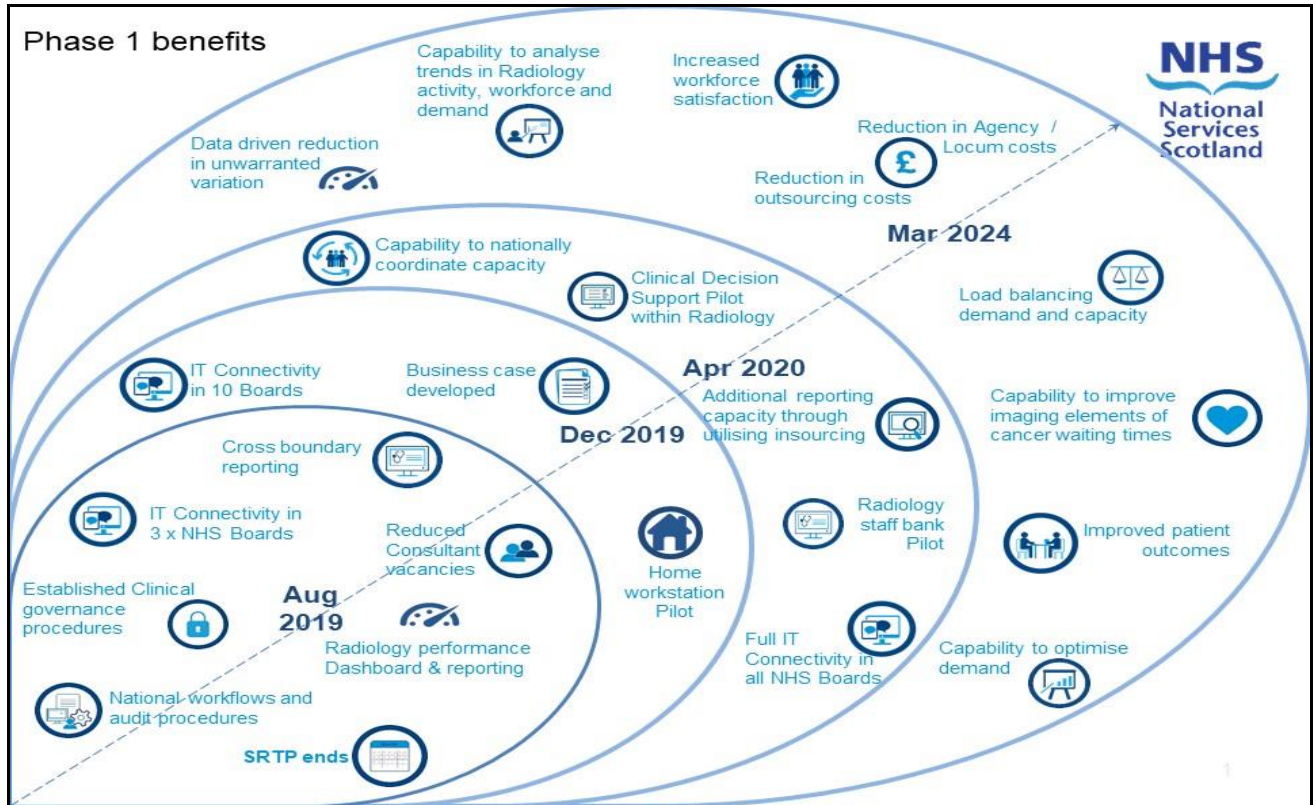 Phase 1 benefits
NHS
National
Services
Scotland
Capability to analyse
trends in Radiology
activity, workforce and
demand
Increased
workforce
satisfaction
Data driven reduction
in unwarranted
variation
Reduction in Agency /
Locum costs
£
Reduction in
outsourcing costs
Mar 2024
Capability to nationally
coordinate capacity
Clinical Decision
Support Pilot
within Radiology
Load balancing
demand and capacity
IT Connectivity
in 10 Boards
Business case
developed
Apr 2020
Additional reporting
capacity through
utilising insourcing
Capability to improve
imaging elements of
cancer waiting times
Dec 2019
Cross boundary
reporting
IT Connectivity in
3 x NHS Boards
Reduced
Consultant
vacancies
Radiology
staff bank
Pilot
Improved patient
outcomes
Home
workstation
Pilot
Established Clinical
governance
procedures
Aug
2019
Radiology performance
Dashboard & reporting
Full IT
Connectivity in
all NHS Boards
Capability to optimise
demand
National workflows and
audit procedures
SRTP ends
1